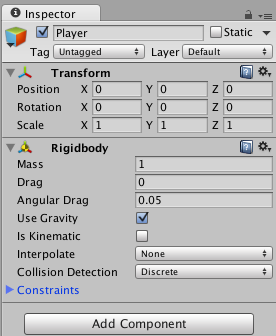 Inspector
Player Static
Tag Untagged Layer Default
Transform
Position X 0 Y 0 Z 0
Rotation X 0 Y 0 Z 0
Scale X 1 Y 1 Z 1
Rigidbody
Mass 1
Drag 0
Angular Drag 0.05
Use Gravity
Is Kinematic
Interpolate None
Collision Detection Discrete
Constraints
Add Component